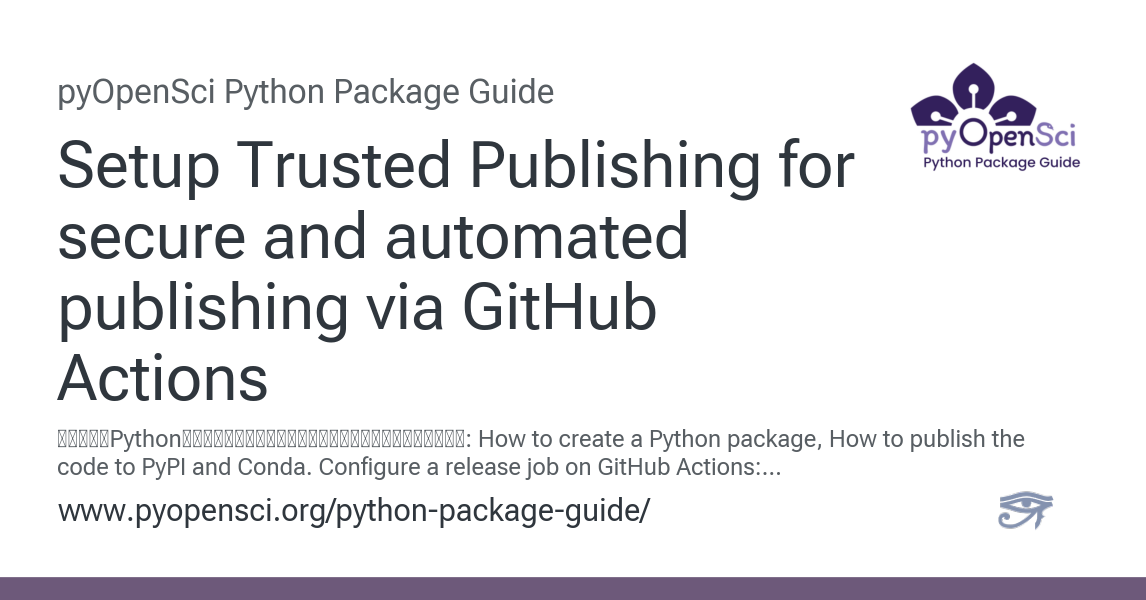 pyOpenSci Python Package Guide
pyOpenSci
Python Package Guide
Setup Trusted Publishing for
secure and automated
publishing via GitHub
Actions
Python: How to create a Python package, How to publish the
code to PyPI and Conda. Configure a release job on GitHub Actions:...
www.pyopensci.org/python-package-guide/